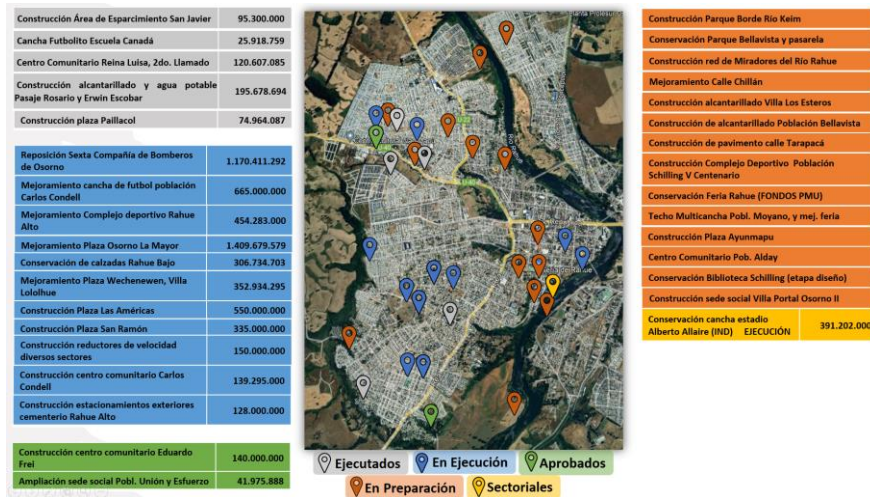 Construcción Área de Esparcimiento San Javier 95.300.000
Cancha Futbolito Escuela Canadá 25.918.759
Centro Comunitario Reina Luisa, 2do. Llamado 120.607.085
Construcción alcantarillado y agua potable
Pasaje Rosario y Erwin Escobar 195.678.694
Construcción plaza Paillacol 74.964.087
Reposición Sexta Compañía de Bomberos
de Osorno 1.170.411.292
Mejoramiento cancha de futbol población
Carlos Condell 665.000.000
Mejoramiento Complejo deportivo Rahue
Alto 454.283.000
Mejoramiento Plaza Osorno La Mayor 1.409.679.579
Conservación de calzadas Rahue Bajo 306.734.703
Mejoramiento Plaza Wechenewen, Villa
Lololhue 352.934.295
Construcción Plaza Las Américas 550.000.000
Construcción Plaza San Ramón 335.000.000
Construcción reductores de velocidad
diversos sectores 150.000.000
Construcción centro comunitario Carlos
Condell 139.295.000
Construcción estacionamientos exteriores
cementerio Rahue Alto 128.000.000
Construcción centro comunitario Eduardo
Frei 140.000.000
Ampliación sede social Pobl. Unión y Esfuerzo 41.975.888
Ejecutados
En Ejecución
Aprobados
En Preparación
Sectoriales
Construcción Parque Borde Río Keim
Conservación Parque Bellavista y pasarela
Construcción red de Miradores del Río Rahue
Mejoramiento Calle Chillán
Construcción alcantarillado Villa Los Esteros
Construcción de alcantarillado Población Bellavista
Construcción de pavimento calle Tarapacá
Construcción Complejo Deportivo Población
Schilling V Centenario
Conservación Feria Rahue (FONDOS PMU)
Techo Multicancha Pobl. Moyano, y mej. feria
Construcción Plaza Ayunmapu
Centro Comunitario Pob. Alday
Conservación Biblioteca Schilling (etapa diseño)
Construcción sede social Villa Portal Osorno II
Conservación cancha estadio
Alberto Allaire (IND) EJECUCIÓN 391.202.000